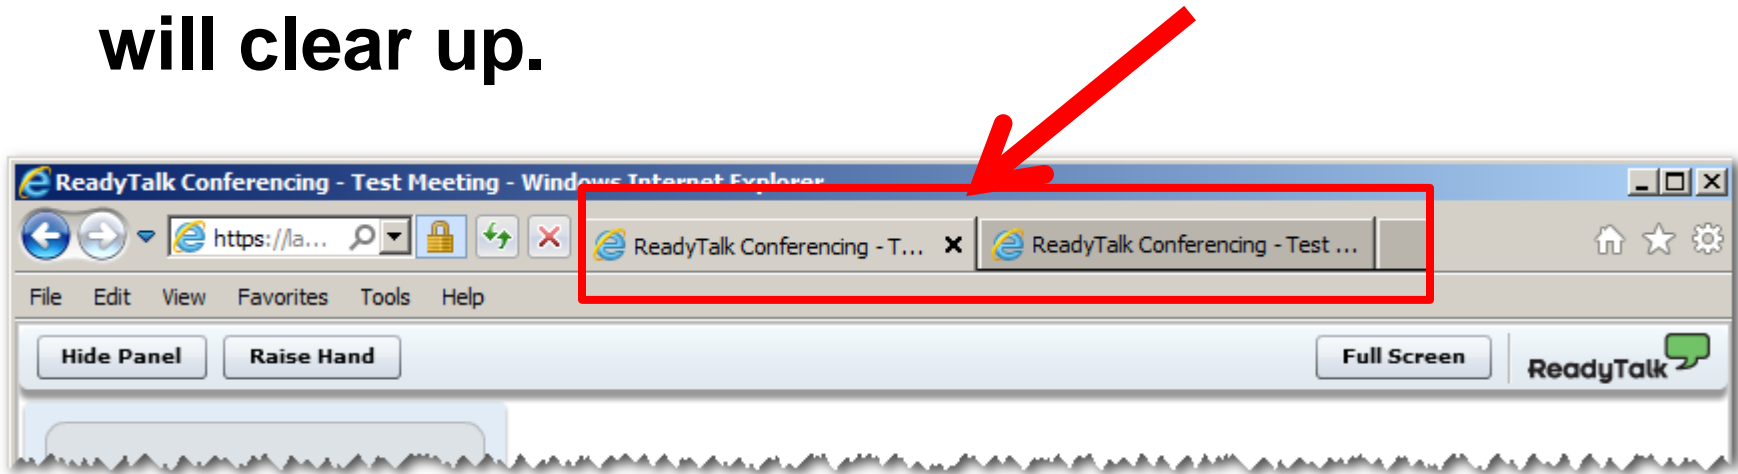 will clear up.
ReadyTalk Conferencing - Test Meeting - Windows Internet Explorer
https://la... ReadyTalk Conferencing - T... ReadyTalk Conferencing - Test ...
File Edit View Favorites Tools Help
Hide Panel Raise Hand Full Screen ReadyTalk